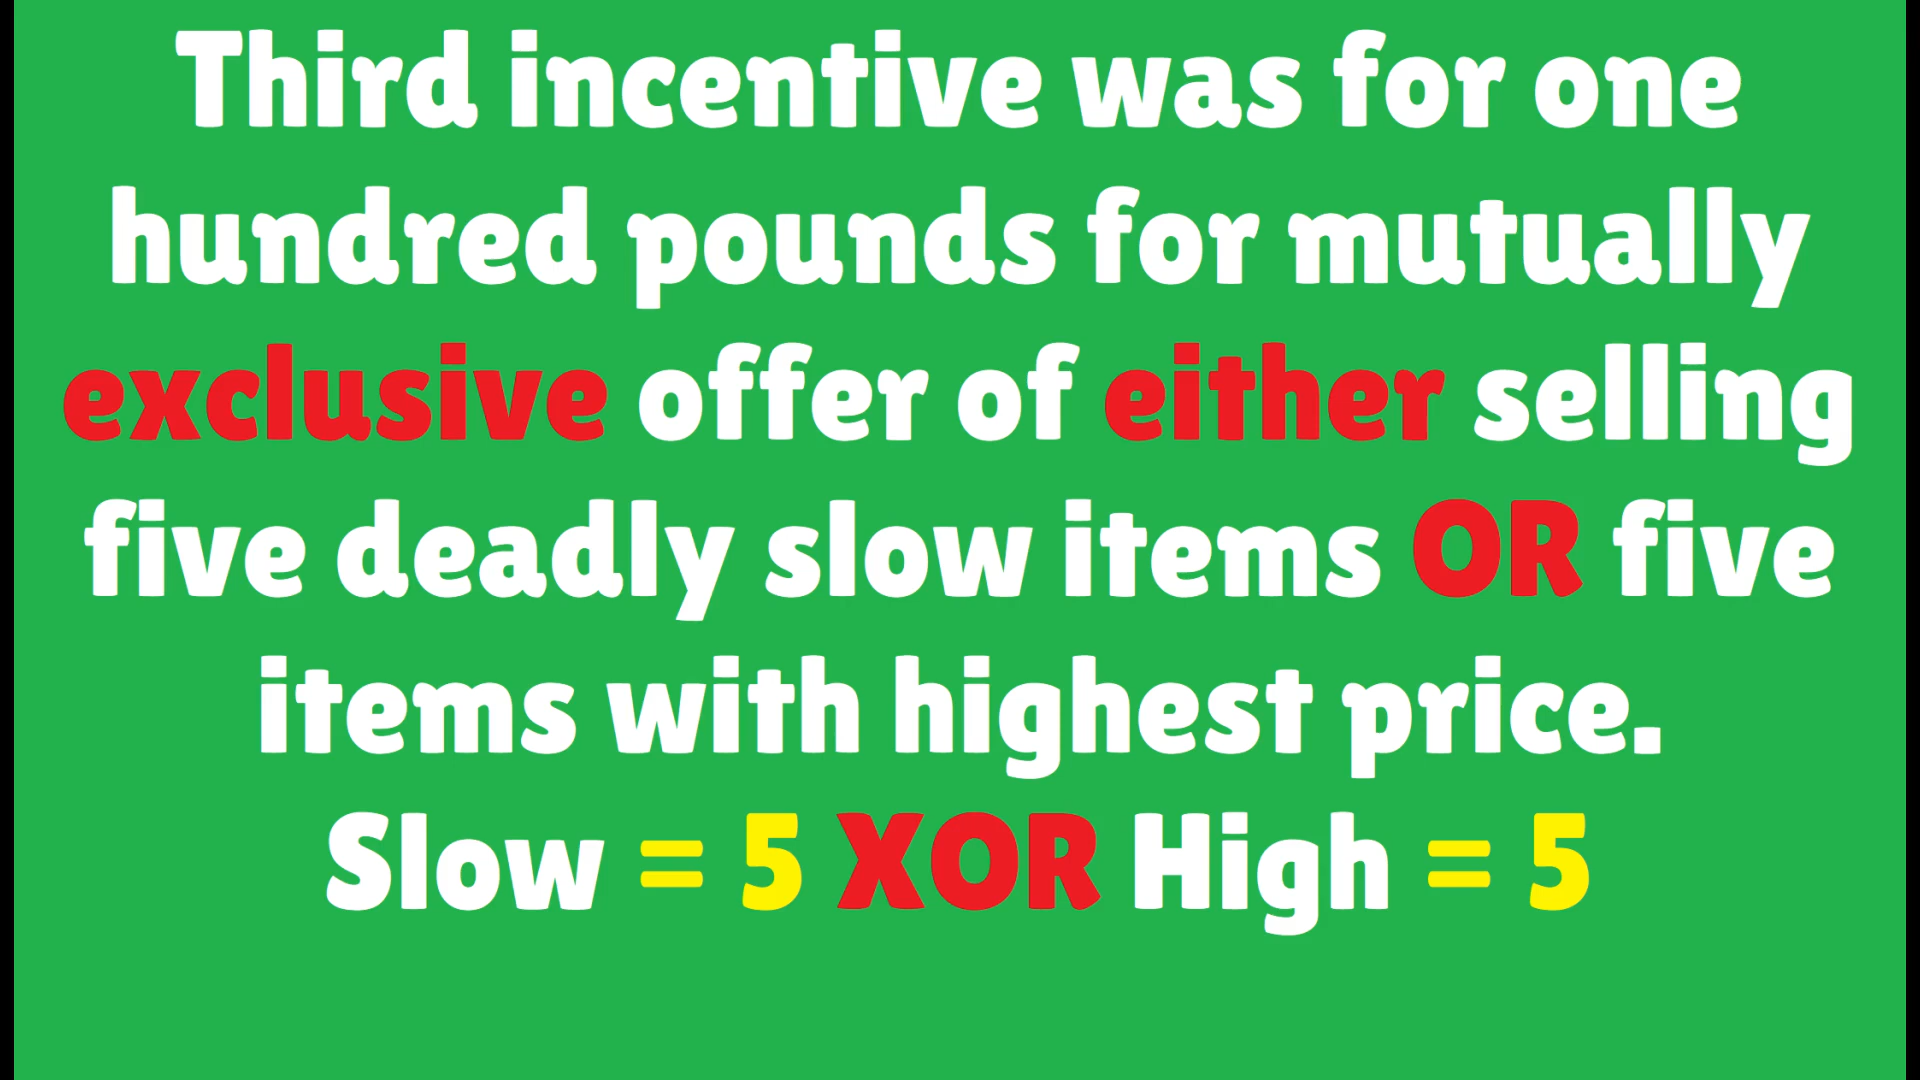 Third incentive was for one
hundred pounds for mutually
exclusive offer of either selling
five deadly slow items OR five
items with highest price.
Slow = 5 XOR High = 5